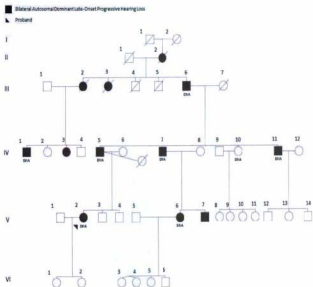 Bilateral Autosomal Dominant Late-Onset Progressive Hearing Loss
Proband
I
1 2
II
1 2
III
1 2 3 4 5 6 7
DNA
IV
1 2 3 4 5 6 7 8 9 10 11 12
DNA DNA DNA DNA
V
1 2 3 4 5 6 7 8 9 10 11 12 13 14
DNA DNA
VI
1 2 3 4 5 6